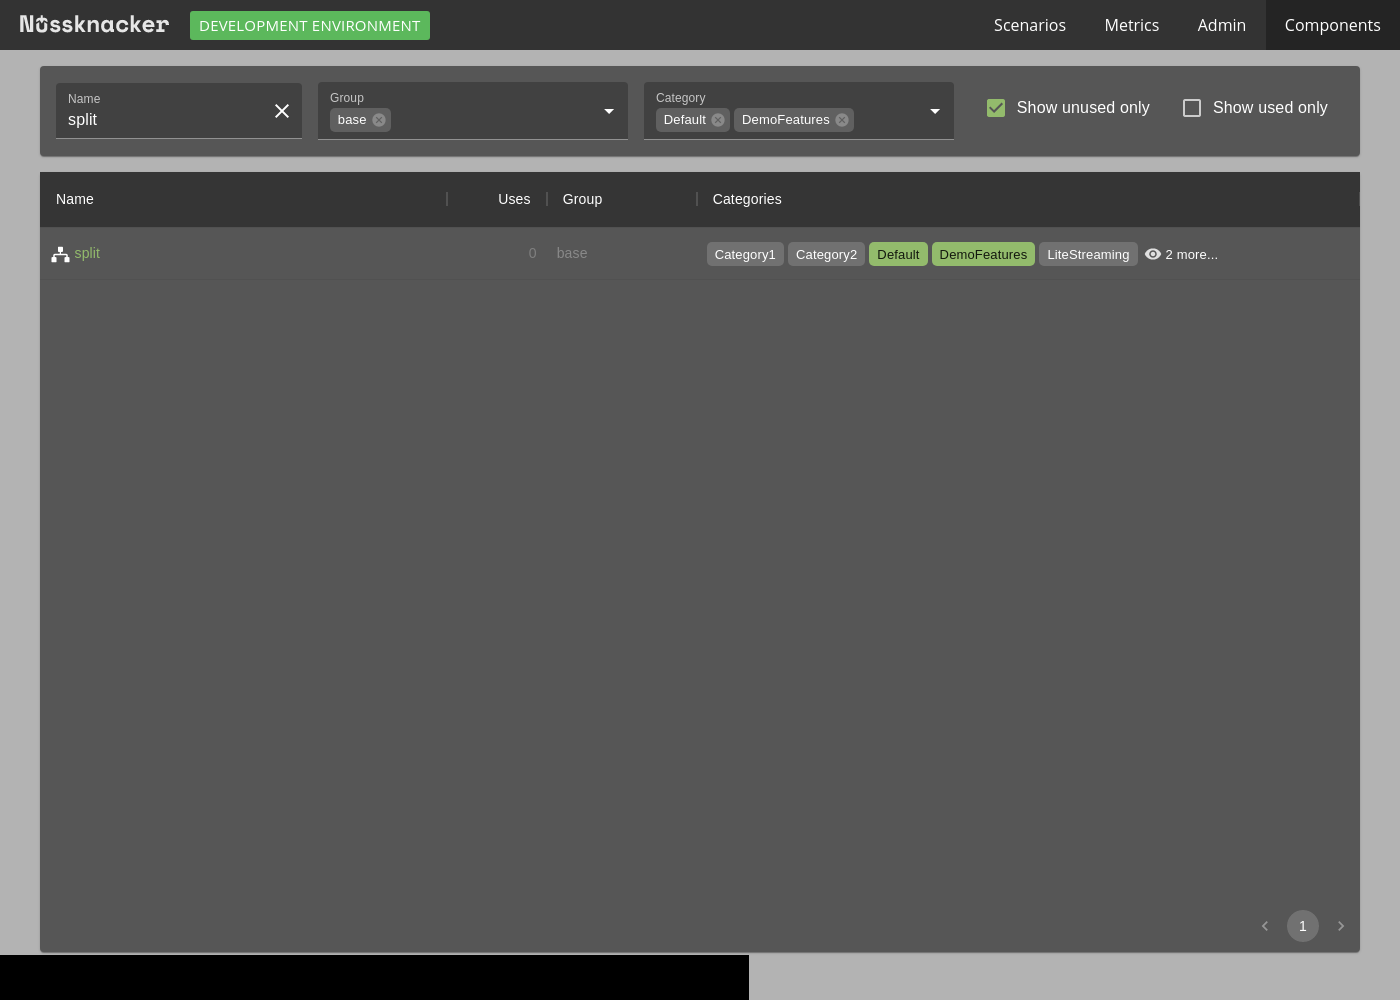 Nussknacker DEVELOPMENT ENVIRONMENT Scenarios Metrics Admin Components
Name Group Category
split base Default DemoFeatures Show unused only Show used only
Name Uses Group Categories
split 0 base Category1 Category2 Default DemoFeatures LiteStreaming 2 more...
1